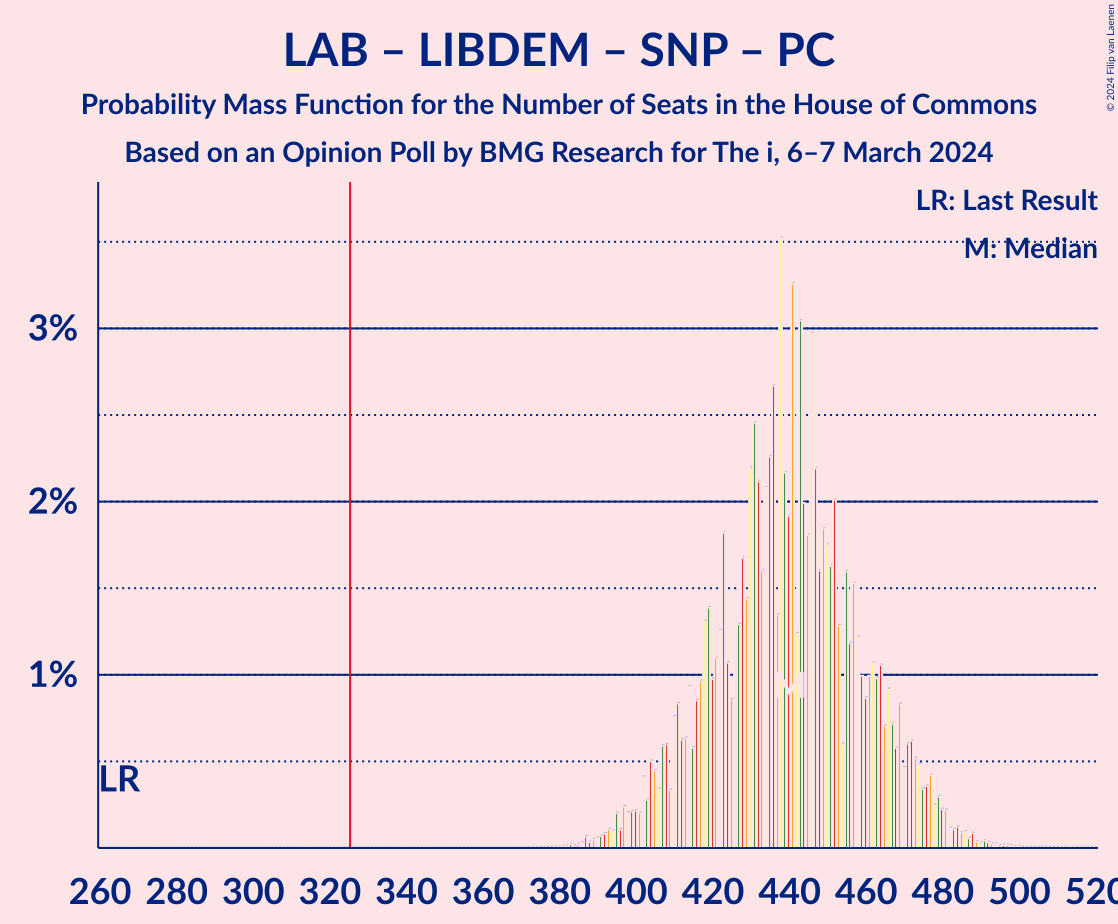 LAB – LIBDEM – SNP – PC
Probability Mass Function for the Number of Seats in the House of Commons
Based on an Opinion Poll by BMG Research for The i, 6–7 March 2024
© 2024 Filip van Laenen
LR: Last Result
M: Median
3%
2%
1%
LR
M
260 280 300 320 340 360 380 400 420 440 460 480 500 520